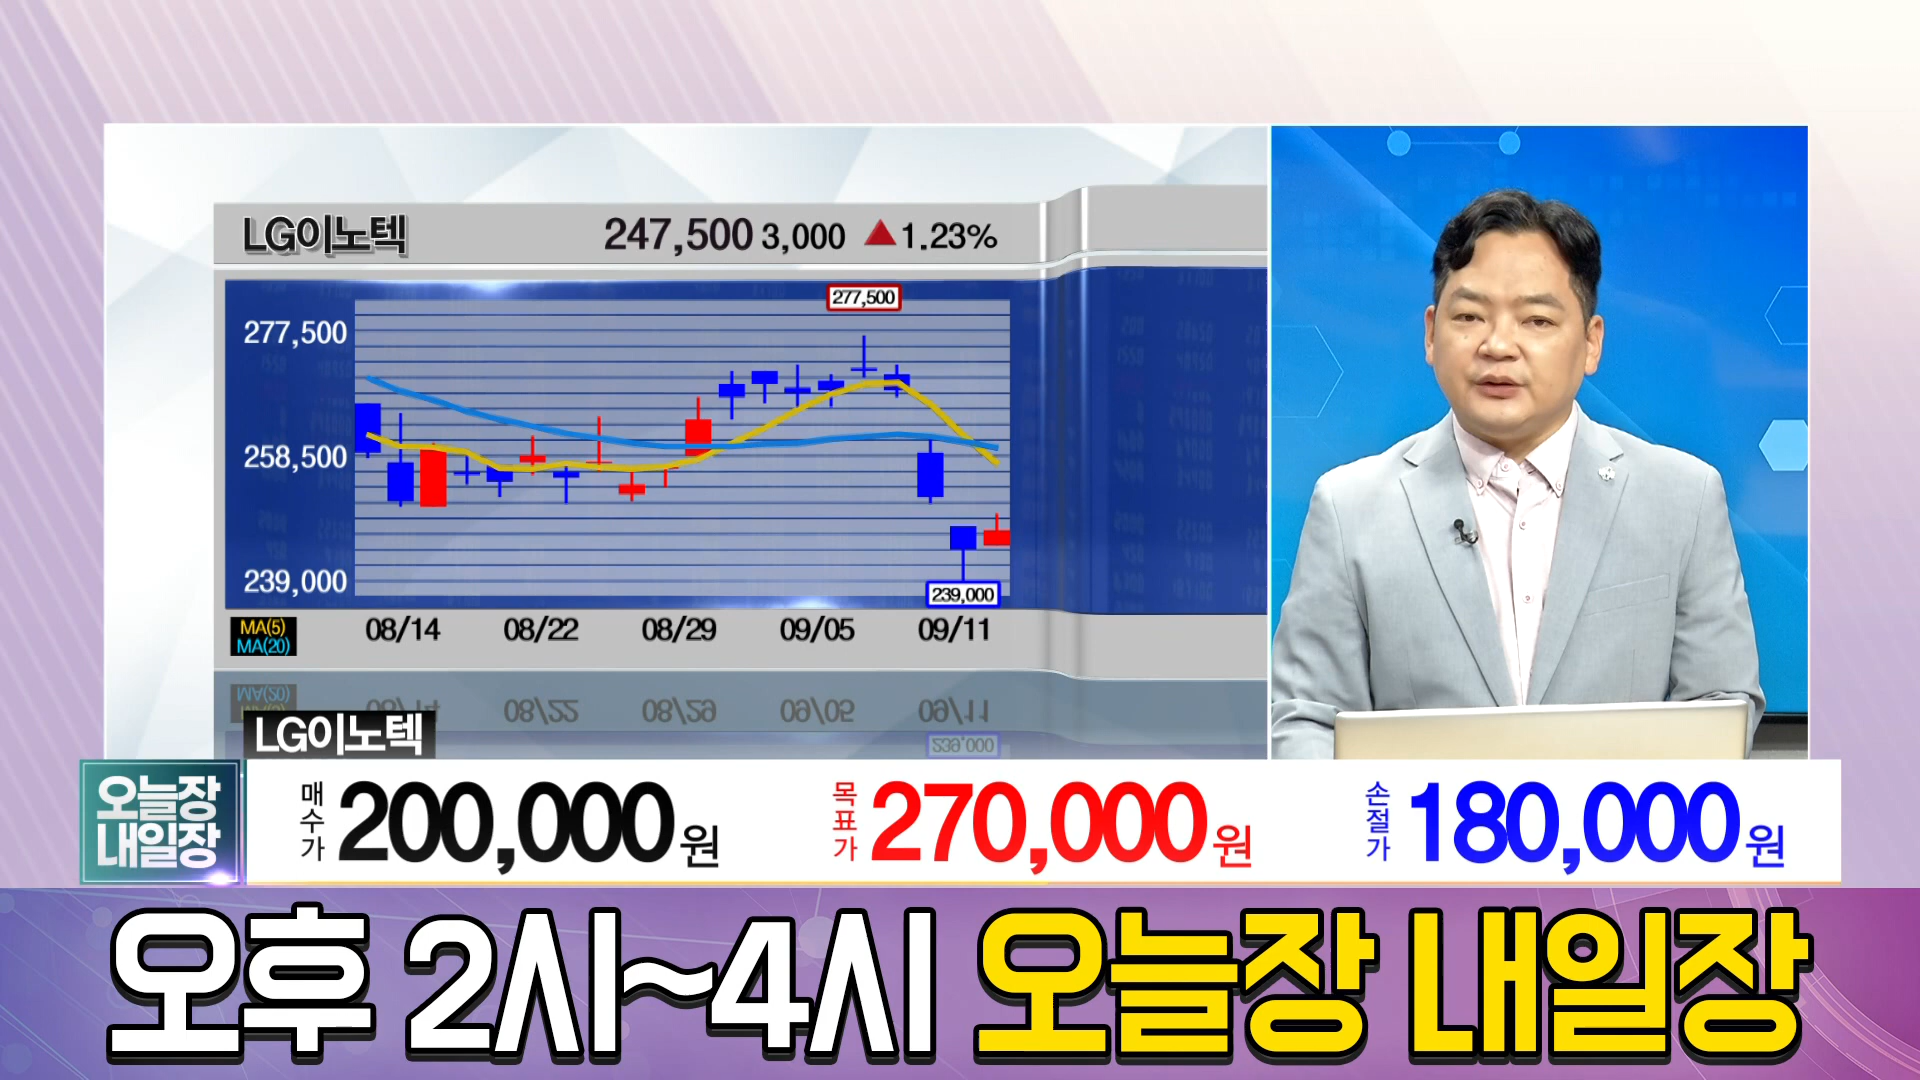 LG이노텍 247,500 3,000 ▲1.23%
277,500
277,500
258,500
239,000
239,000
MA(5)
MA(20)
08/14 08/22 08/29 09/05 09/11
LG이노텍
오늘장
내일장
매수가 200,000원 목표가 270,000원 손절가 180,000원
오후 2시~4시 오늘장 내일장